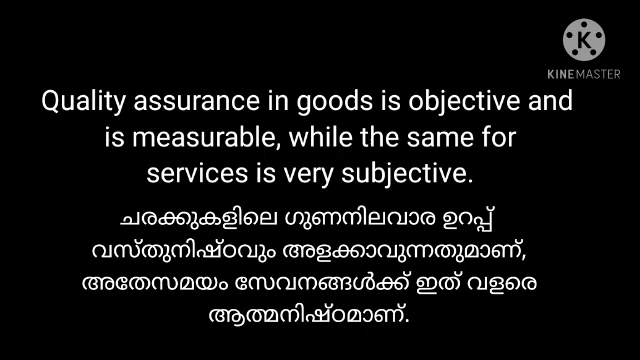 K
KINEMASTER
Quality assurance in goods is objective and
is measurable, while the same for
services is very subjective.
ചരക്കുകളിലെ ഗുണനിലവാര ഉറപ്പ്
വസ്തുനിഷ്ഠവും അളക്കാവുന്നതുമാണ്,
അതേസമയം സേവനങ്ങൾക്ക് ഇത് വളരെ
ആത്മനിഷ്ഠമാണ്.